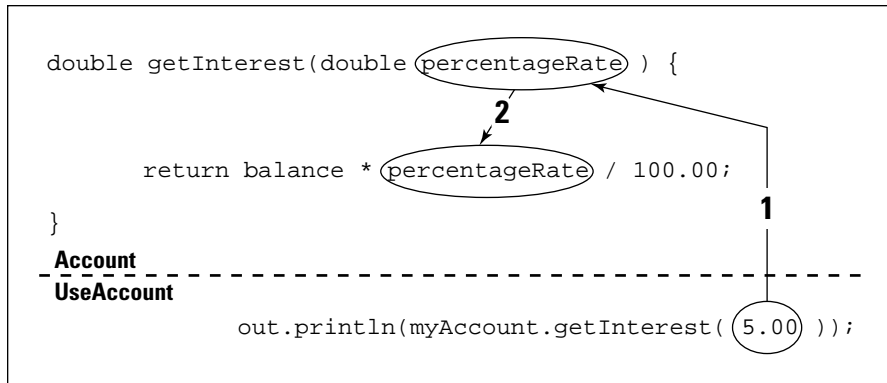 double getInterest(double percentageRate ) {
2
return balance * percentageRate / 100.00;
1
}
Account
UseAccount
out.println(myAccount.getInterest( 5.00 ));